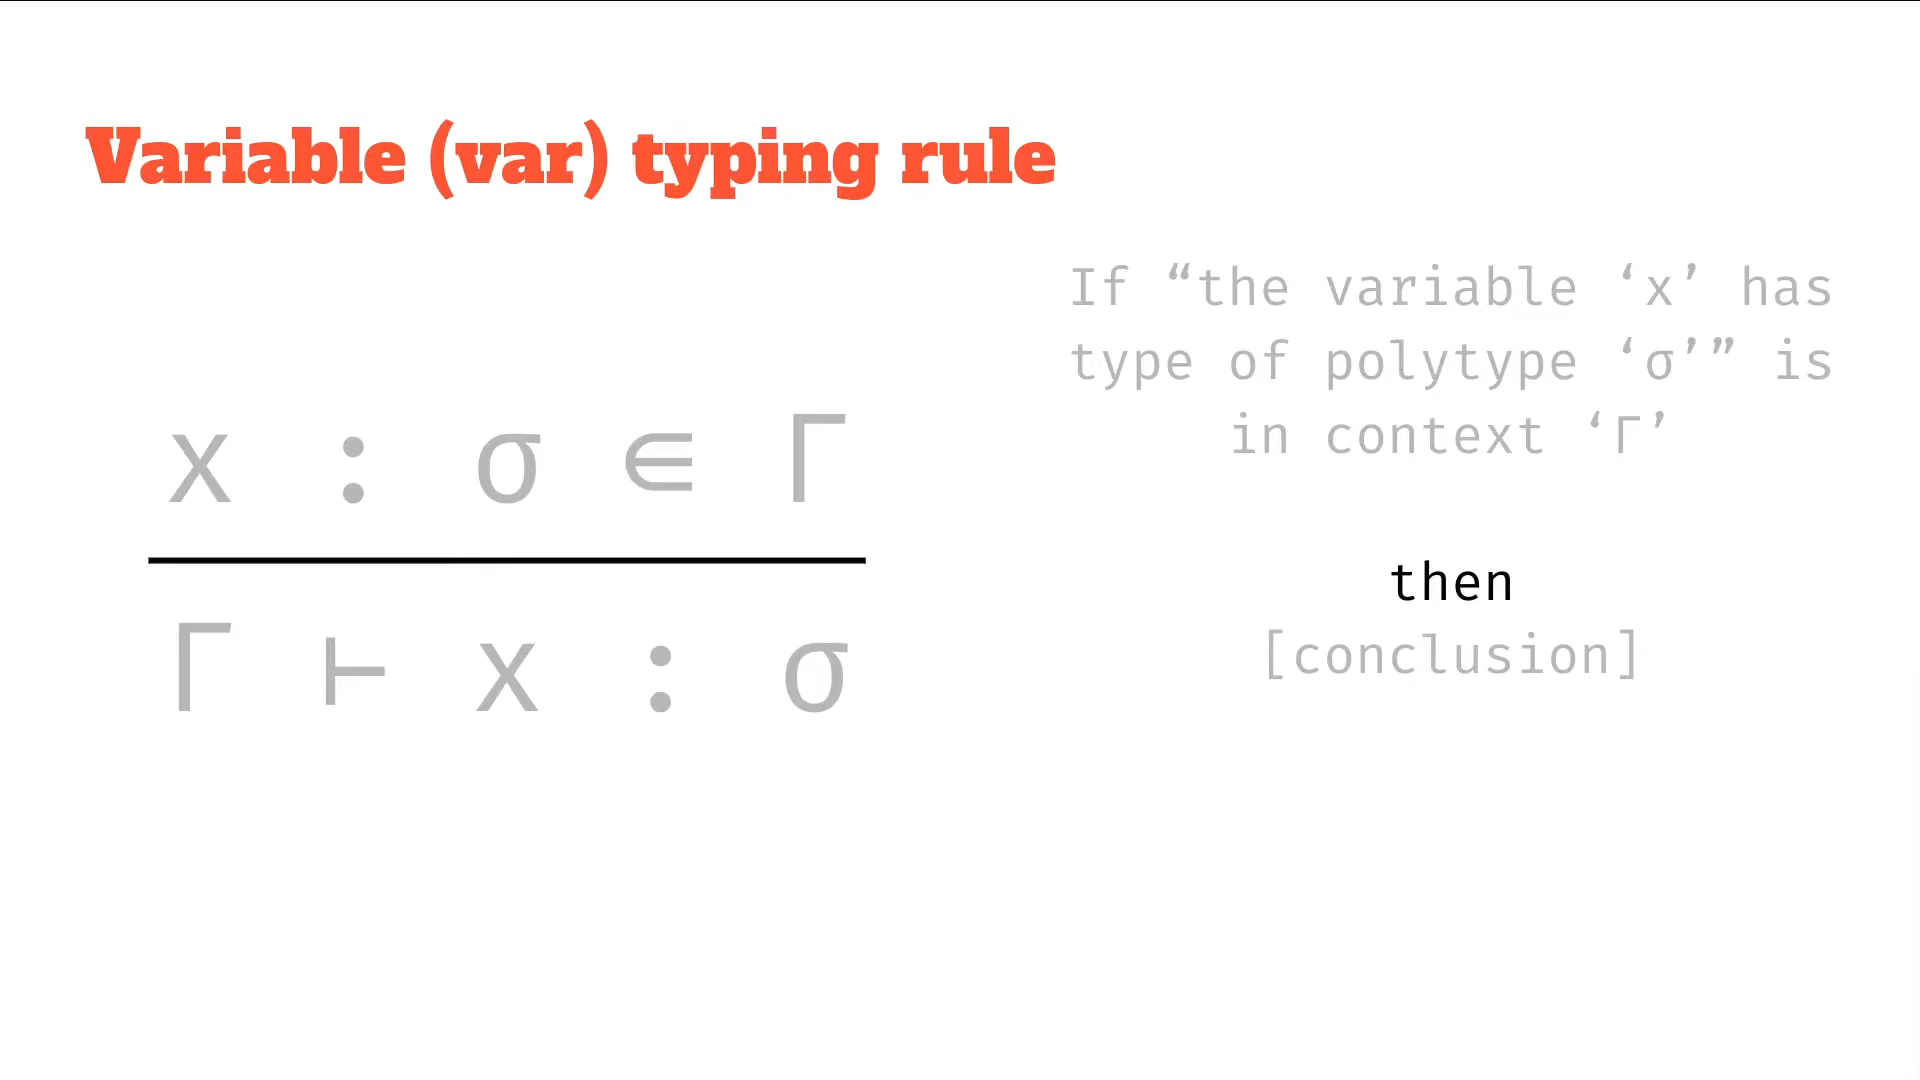 Variable (var) typing rule
If “the variable ‘x’ has
type of polytype ‘σ’” is
in context ‘Γ’
x : σ ∈ Γ
Γ ⊢ x : σ
then
[conclusion]